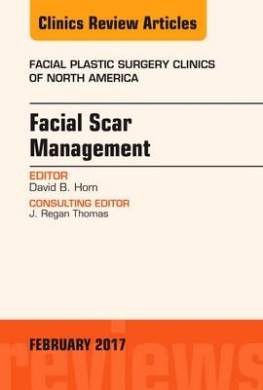 Clinics Review Articles
FACIAL PLASTIC SURGERY CLINICS
OF NORTH AMERICA
Facial Scar
Management
EDITOR
David B. Hom
CONSULTING EDITOR
J. Regan Thomas
FEBRUARY 2017
reviews